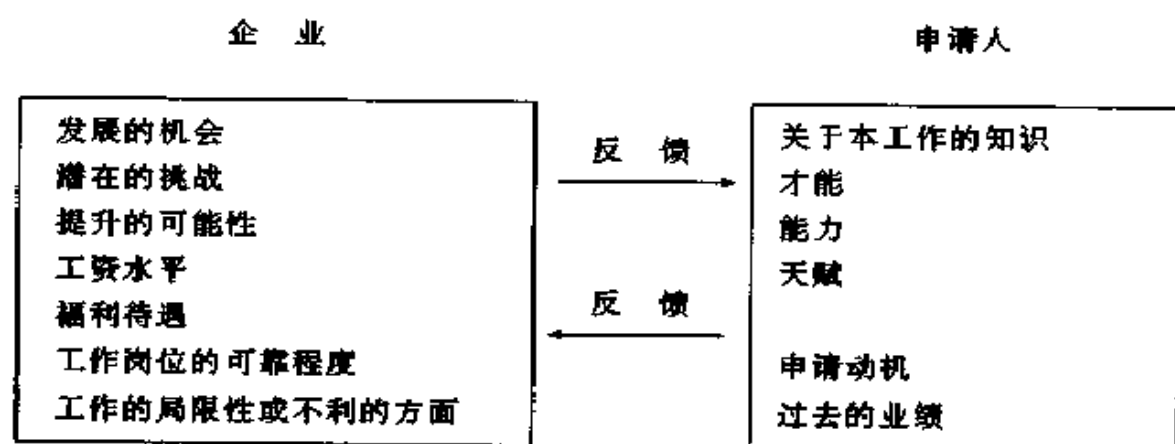 企 业
申请人
发展的机会
潜在的挑战
提升的可能性
工资水平
福利待遇
工作岗位的可靠程度
工作的局限性或不利的方面
反 馈
反 馈
关于本工作的知识
才能
能力
天赋
申请动机
过去的业绩